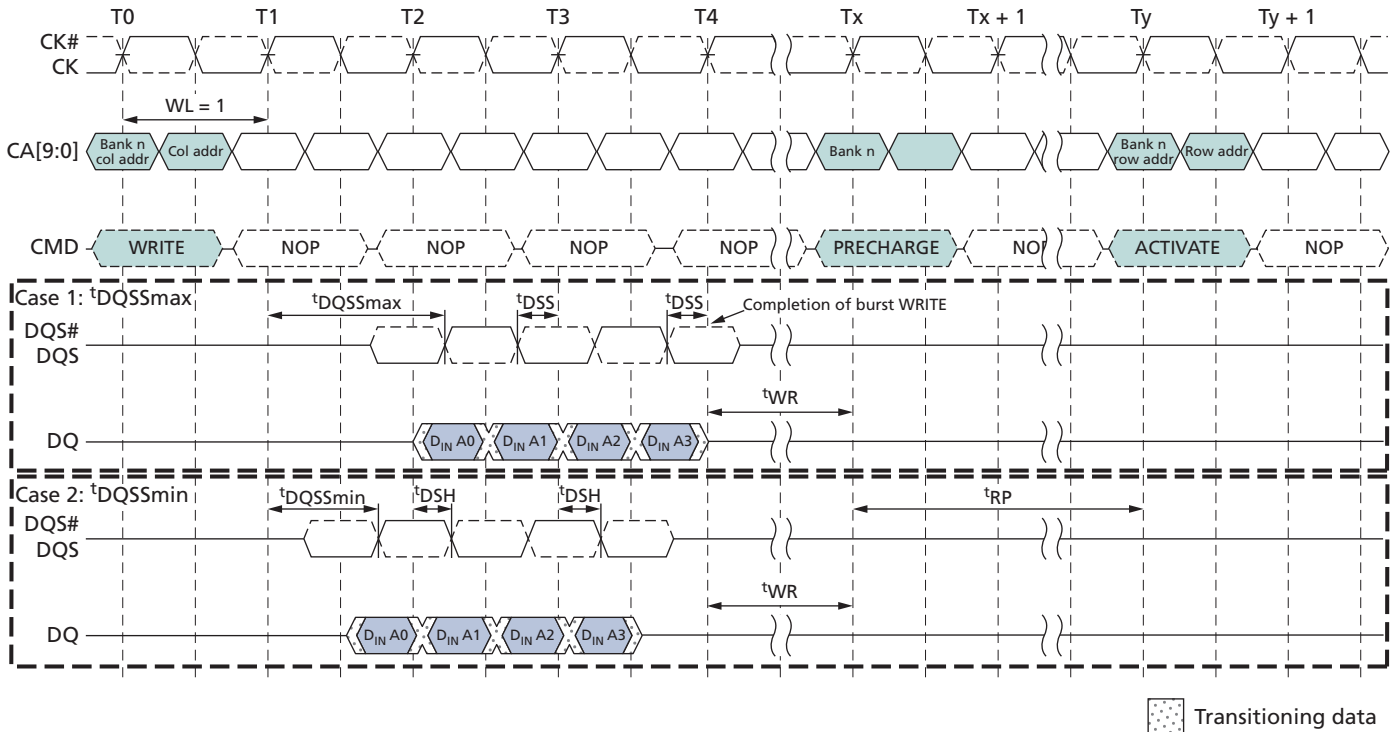 T0 T1 T2 T3 T4 Tx Tx + 1 Ty Ty + 1
CK#
CK
WL = 1
CA[9:0]
Bank n
col addr
Col addr
Bank n
Bank n
row addr
Row addr
CMD WRITE NOP NOP NOP NOP PRECHARGE NOP ACTIVATE NOP
Case 1: tDQSSmax
tDQSSmax tDSS tDSS Completion of burst WRITE
DQS#
DQS
tWR
DQ DIN A0 DIN A1 DIN A2 DIN A3
Case 2: tDQSSmin
tDQSSmin tDSH tDSH tRP
DQS#
DQS
tWR
DQ DIN A0 DIN A1 DIN A2 DIN A3
Transitioning data